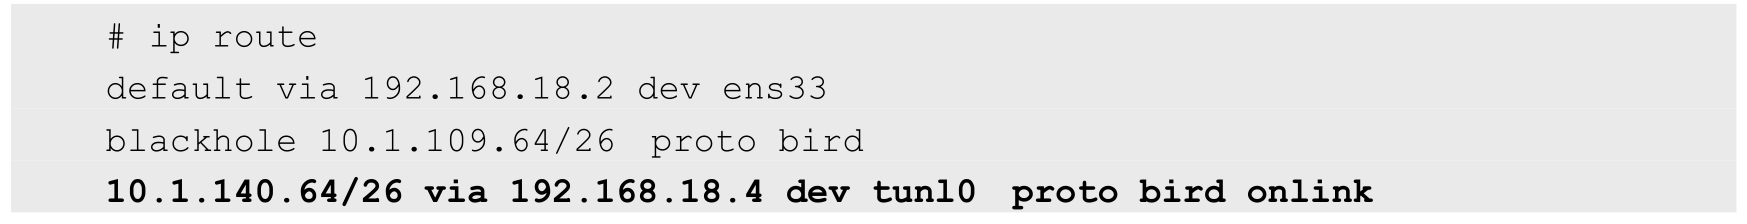 # ip route
default via 192.168.18.2 dev ens33
blackhole 10.1.109.64/26  proto bird
10.1.140.64/26 via 192.168.18.4 dev tunl0  proto bird onlink